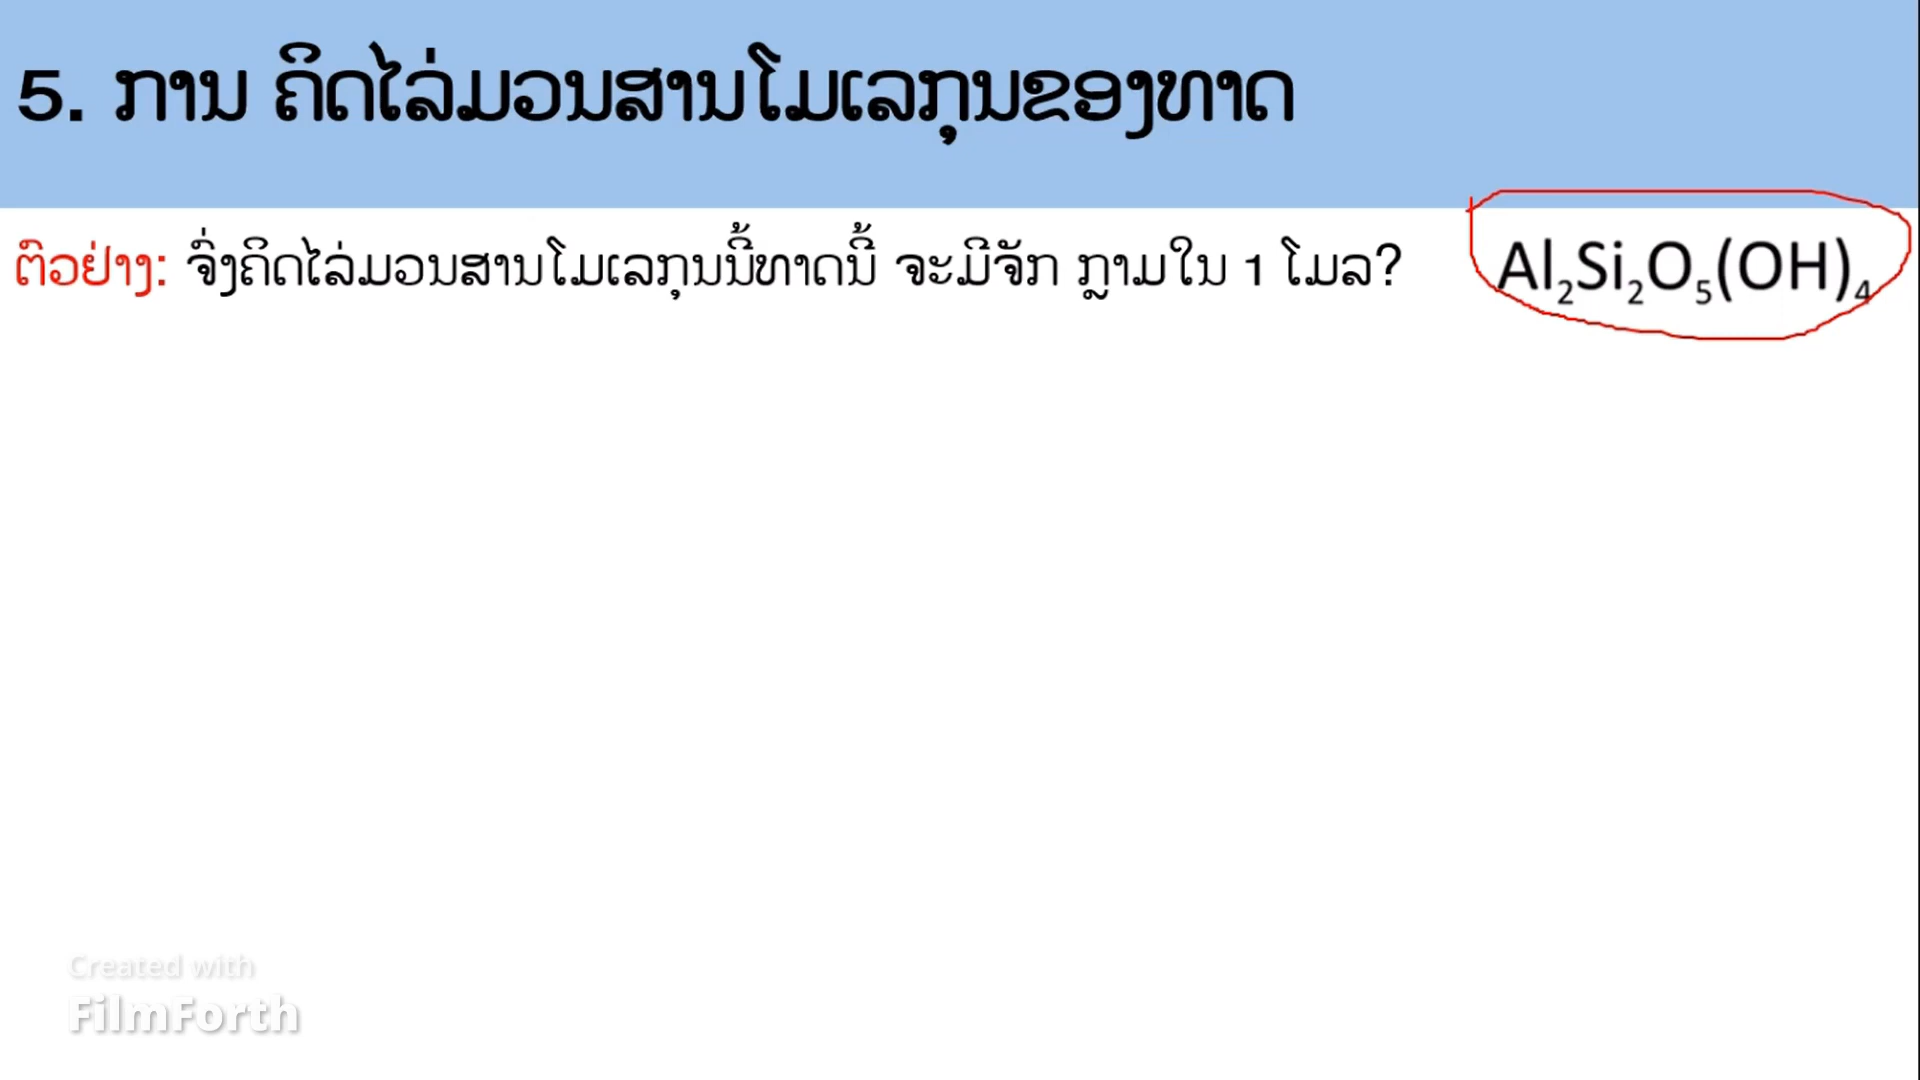 5. ການ ຄິດໄລ່ມວນສານໂມເລກຸນຂອງທາດ
ຕົວຢ່າງ: ຈົ່ງຄິດໄລ່ມວນສານໂມເລກຸນນີ້ທາດນີ້ ຈະມີຈັກ ກຼາມໃນ 1 ໂມລ? Al₂Si₂O₅(OH)₄
Created with
FilmForth